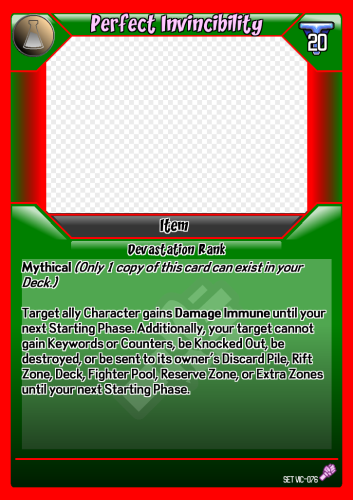 Perfect Invincibility
20
Item
Devastation Rank
Mythical (Only 1 copy of this card can exist in your
Deck.)
Target ally Character gains Damage Immune until your
next Starting Phase. Additionally, your target cannot
gain Keywords or Counters, be Knocked Out, be
destroyed, or be sent to its owner's Discard Pile, Rift
Zone, Deck, Fighter Pool, Reserve Zone, or Extra Zones
until your next Starting Phase.
SET VIC-076